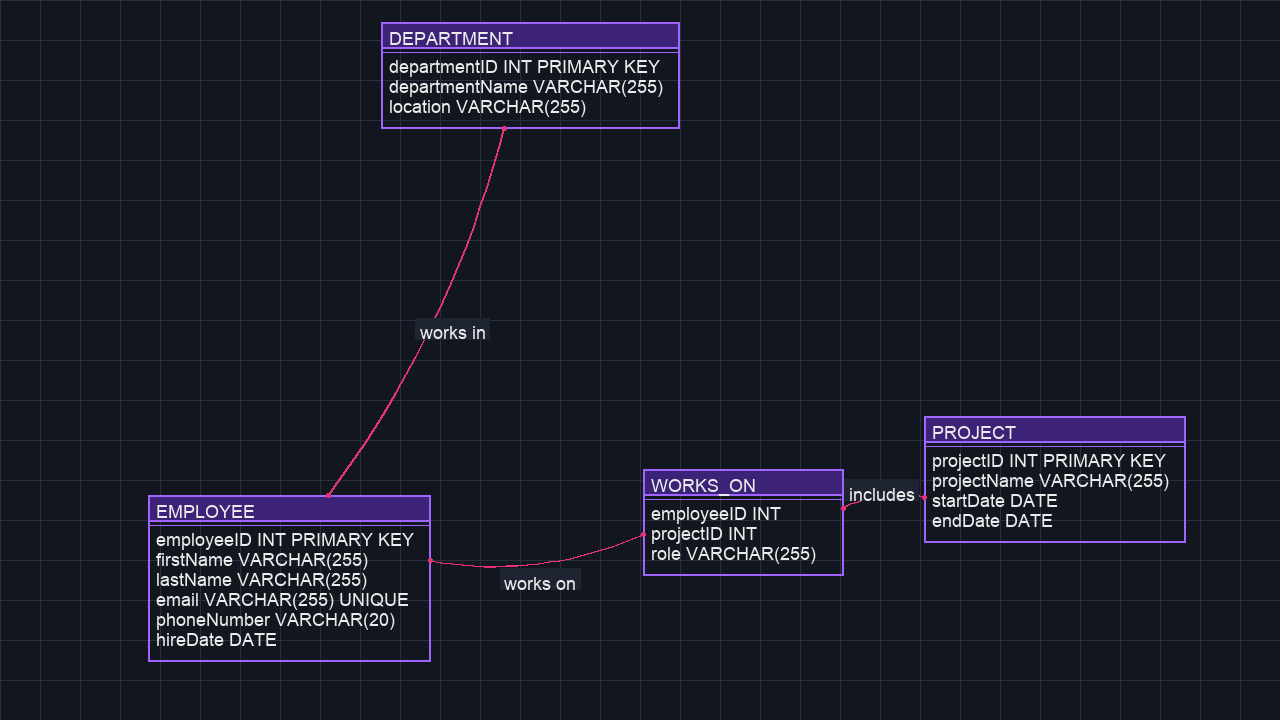 DEPARTMENT
departmentID INT PRIMARY KEY
departmentName VARCHAR(255)
location VARCHAR(255)
works in
EMPLOYEE
employeeID INT PRIMARY KEY
firstName VARCHAR(255)
lastName VARCHAR(255)
email VARCHAR(255) UNIQUE
phoneNumber VARCHAR(20)
hireDate DATE
works on
WORKS_ON
employeeID INT
projectID INT
role VARCHAR(255)
includes
PROJECT
projectID INT PRIMARY KEY
projectName VARCHAR(255)
startDate DATE
endDate DATE